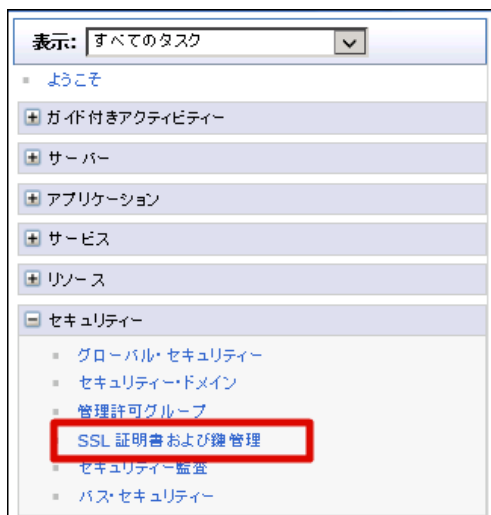 表示: すべてのタスク
ようこそ
ガイド付きアクティビティー
サーバー
アプリケーション
サービス
リソース
セキュリティー
グローバル・セキュリティー
セキュリティー・ドメイン
管理許可グループ
SSL 証明書および鍵管理
セキュリティー監査
バス・セキュリティー